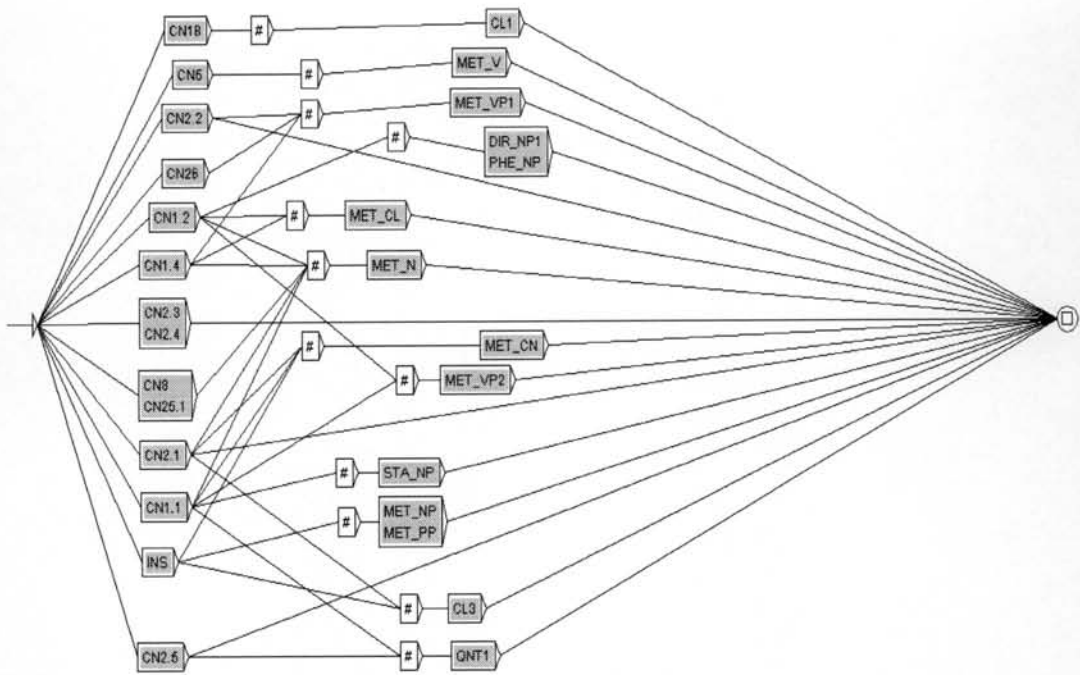 CN18 # CL1
CN5 # MET_V
CN2.2 # MET_VP1
# DIR_NP1
PHE_NP
CN26
CN1.2 # MET_CL
CN1.4 # MET_N
CN2.3
CN2.4
# MET_CN
CN8
CN25.1
# MET_VP2
CN2.1
# STA_NP
CN1.1
# MET_NP
MET_PP
INS
# CL3
CN2.5 # QNT1